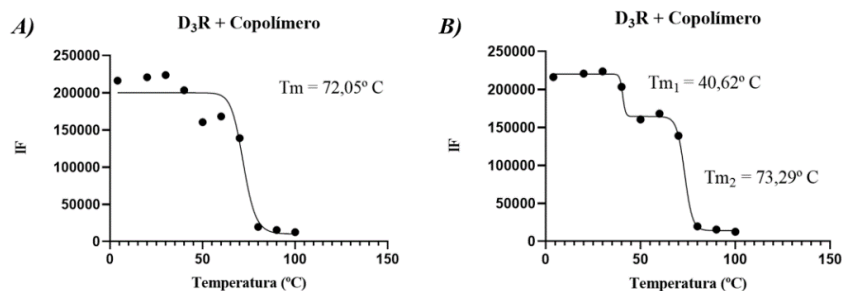 A)
D₃R + Copolímero
250000
200000
150000
100000
50000
0
IF
Tm = 72,05º C
0
50
100
150
Temperatura (ºC)
B)
D₃R + Copolímero
250000
200000
150000
100000
50000
0
IF
Tm₁ = 40,62º C
Tm₂ = 73,29º C
0
50
100
150
Temperatura (ºC)